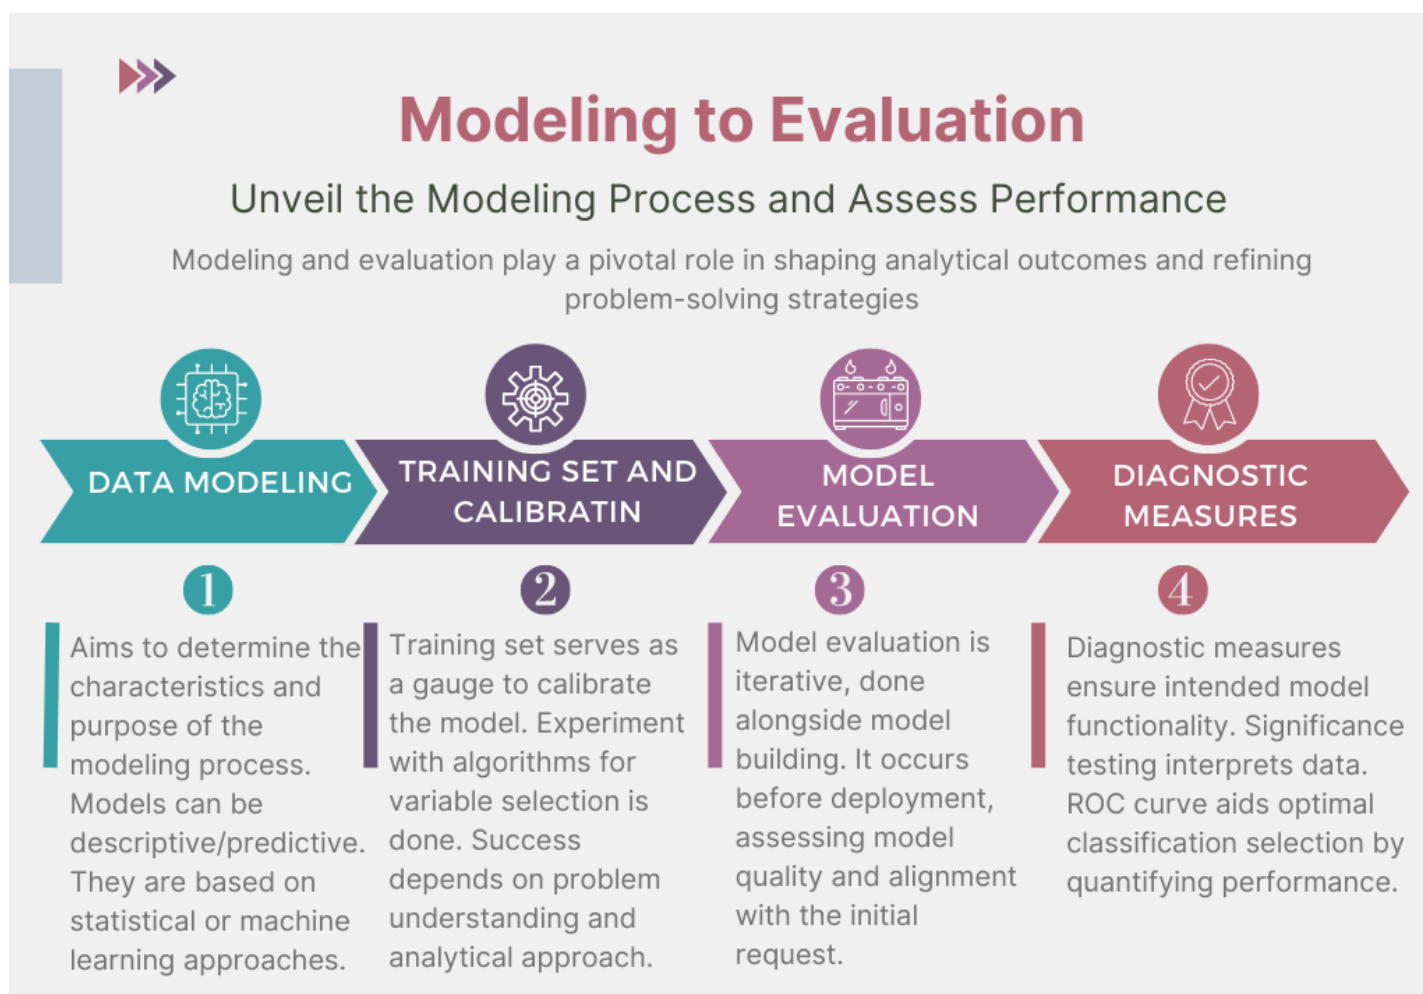 Modeling to Evaluation
Unveil the Modeling Process and Assess Performance
Modeling and evaluation play a pivotal role in shaping analytical outcomes and refining
problem-solving strategies
DATA MODELING
TRAINING SET AND
CALIBRATIN
MODEL
EVALUATION
DIAGNOSTIC
MEASURES
1
Aims to determine the
characteristics and
purpose of the
modeling process.
Models can be
descriptive/predictive.
They are based on
statistical or machine
learning approaches.
2
Training set serves as
a gauge to calibrate
the model. Experiment
with algorithms for
variable selection is
done. Success
depends on problem
understanding and
analytical approach.
3
Model evaluation is
iterative, done
alongside model
building. It occurs
before deployment,
assessing model
quality and alignment
with the initial
request.
4
Diagnostic measures
ensure intended model
functionality. Significance
testing interprets data.
ROC curve aids optimal
classification selection by
quantifying performance.